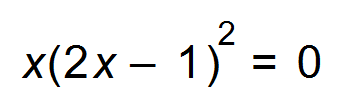 x(2x – 1)² = 0